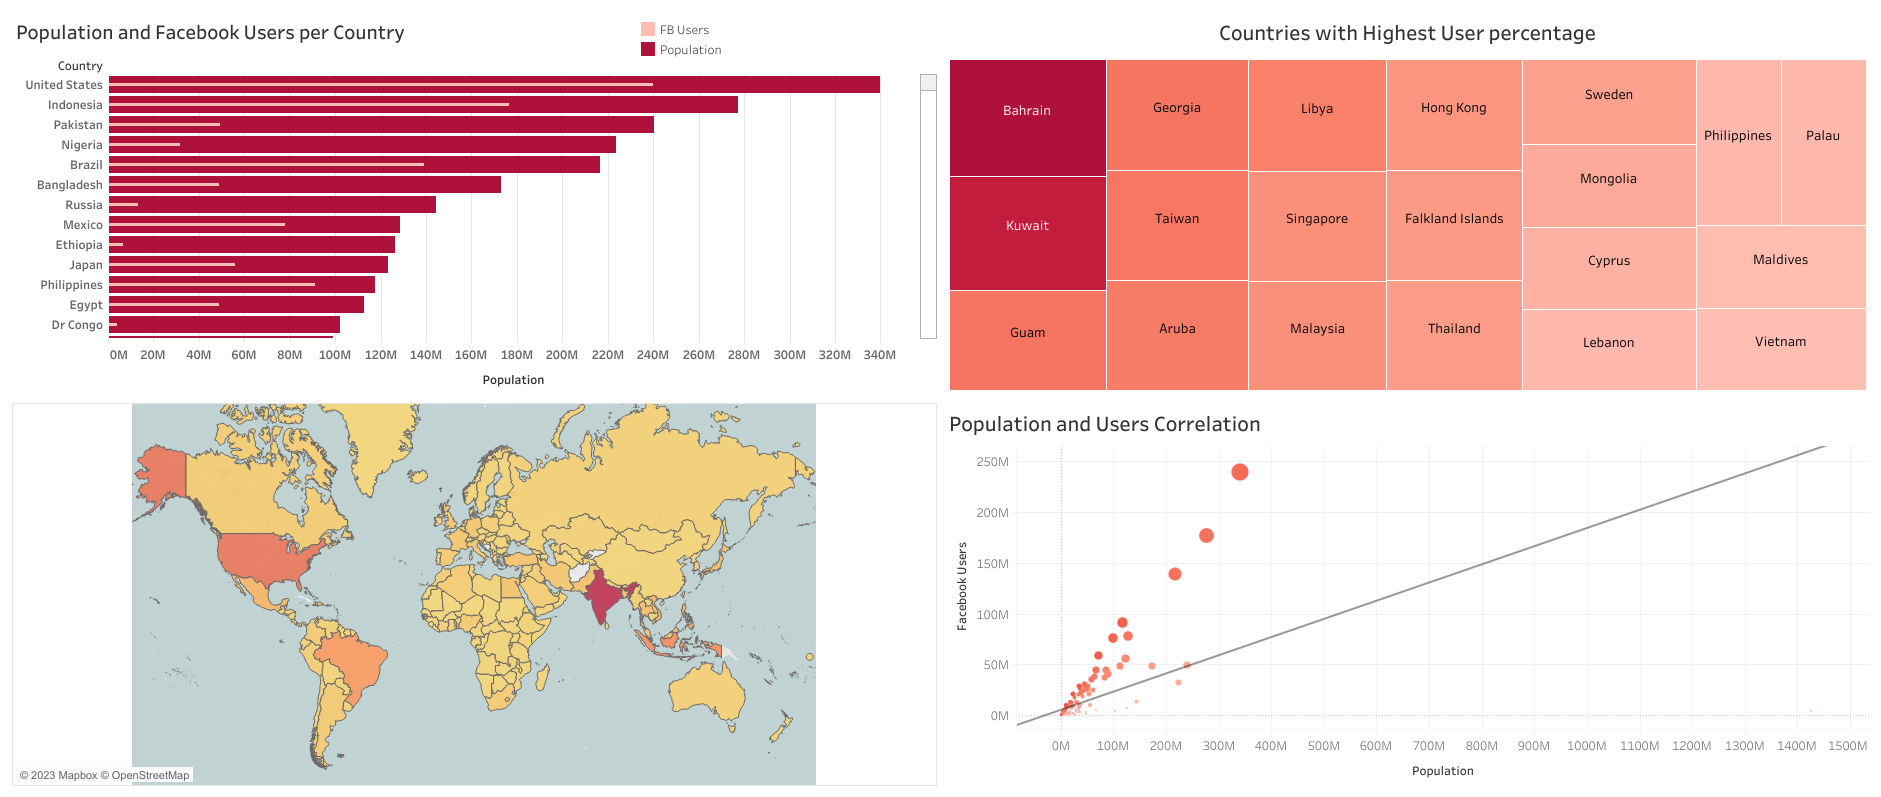 Population and Facebook Users per Country
FB Users
Population
Country
United States
Indonesia
Pakistan
Nigeria
Brazil
Bangladesh
Russia
Mexico
Ethiopia
Japan
Philippines
Egypt
Dr Congo
0M 20M 40M 60M 80M 100M 120M 140M 160M 180M 200M 220M 240M 260M 280M 300M 320M 340M
Population
Countries with Highest User percentage
Bahrain
Kuwait
Guam
Georgia
Taiwan
Aruba
Libya
Singapore
Malaysia
Hong Kong
Falkland Islands
Thailand
Sweden
Mongolia
Cyprus
Lebanon
Philippines
Palau
Maldives
Vietnam
© 2023 Mapbox © OpenStreetMap
Population and Users Correlation
Facebook Users
250M
200M
150M
100M
50M
0M
0M 100M 200M 300M 400M 500M 600M 700M 800M 900M 1000M 1100M 1200M 1300M 1400M 1500M
Population